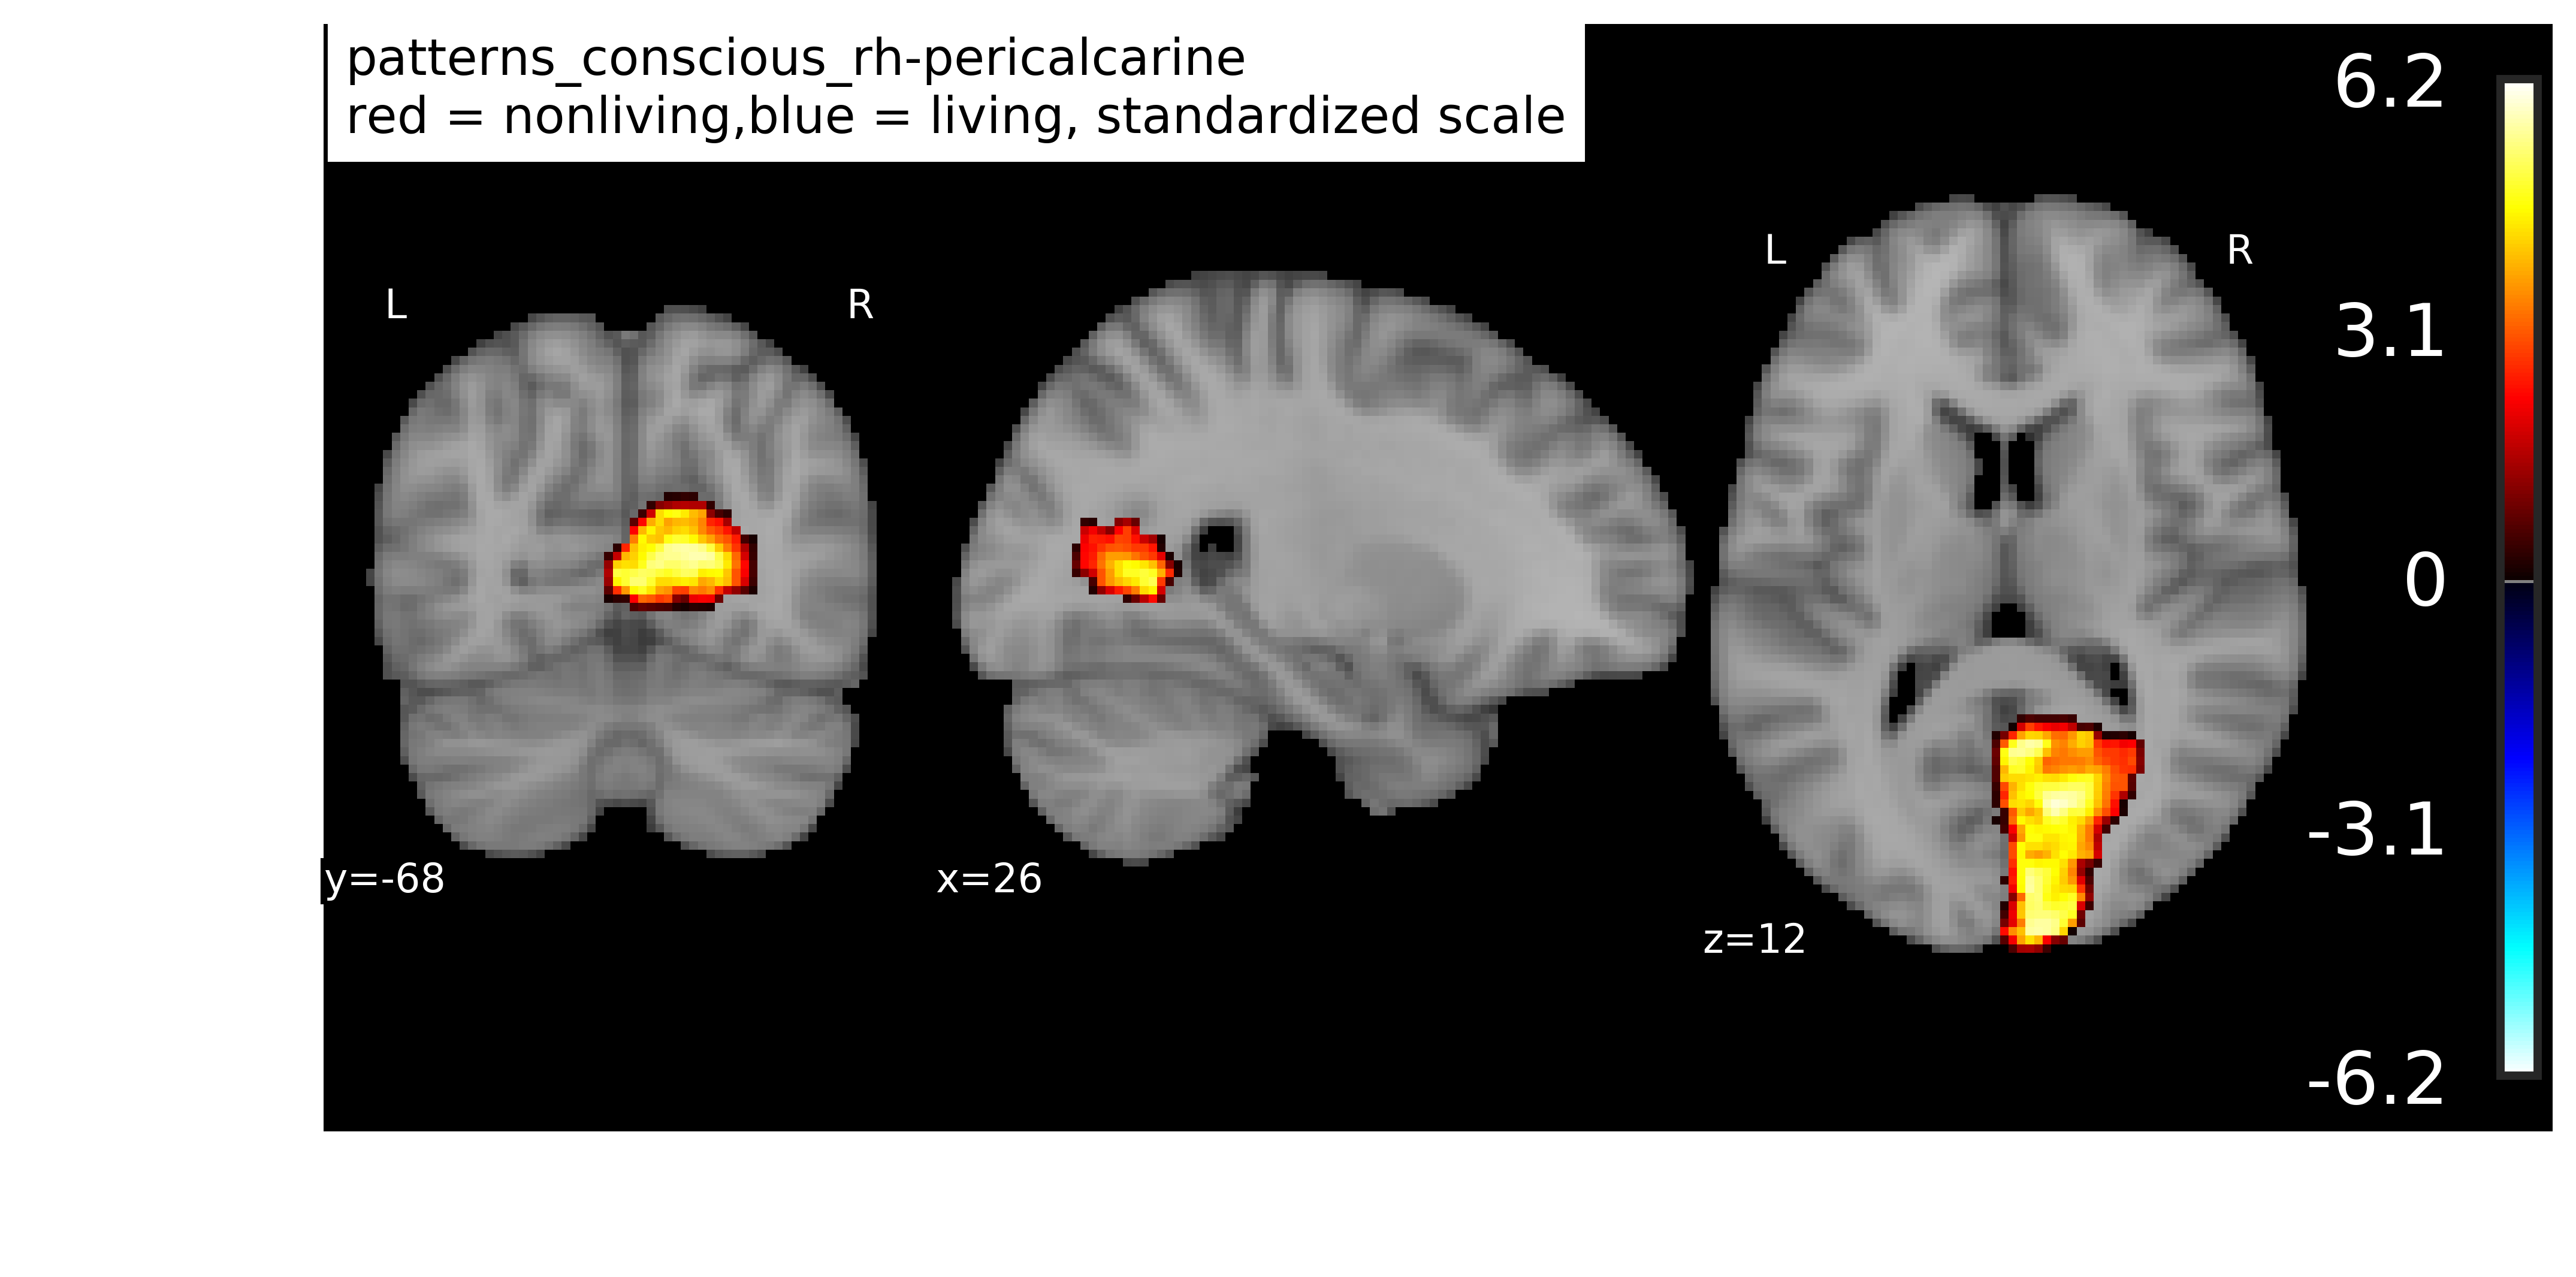 patterns_conscious_rh-pericalcarine
red = nonliving,blue = living, standardized scale
L R
y=-68
x=26
L R
z=12
6.2
3.1
0
-3.1
-6.2